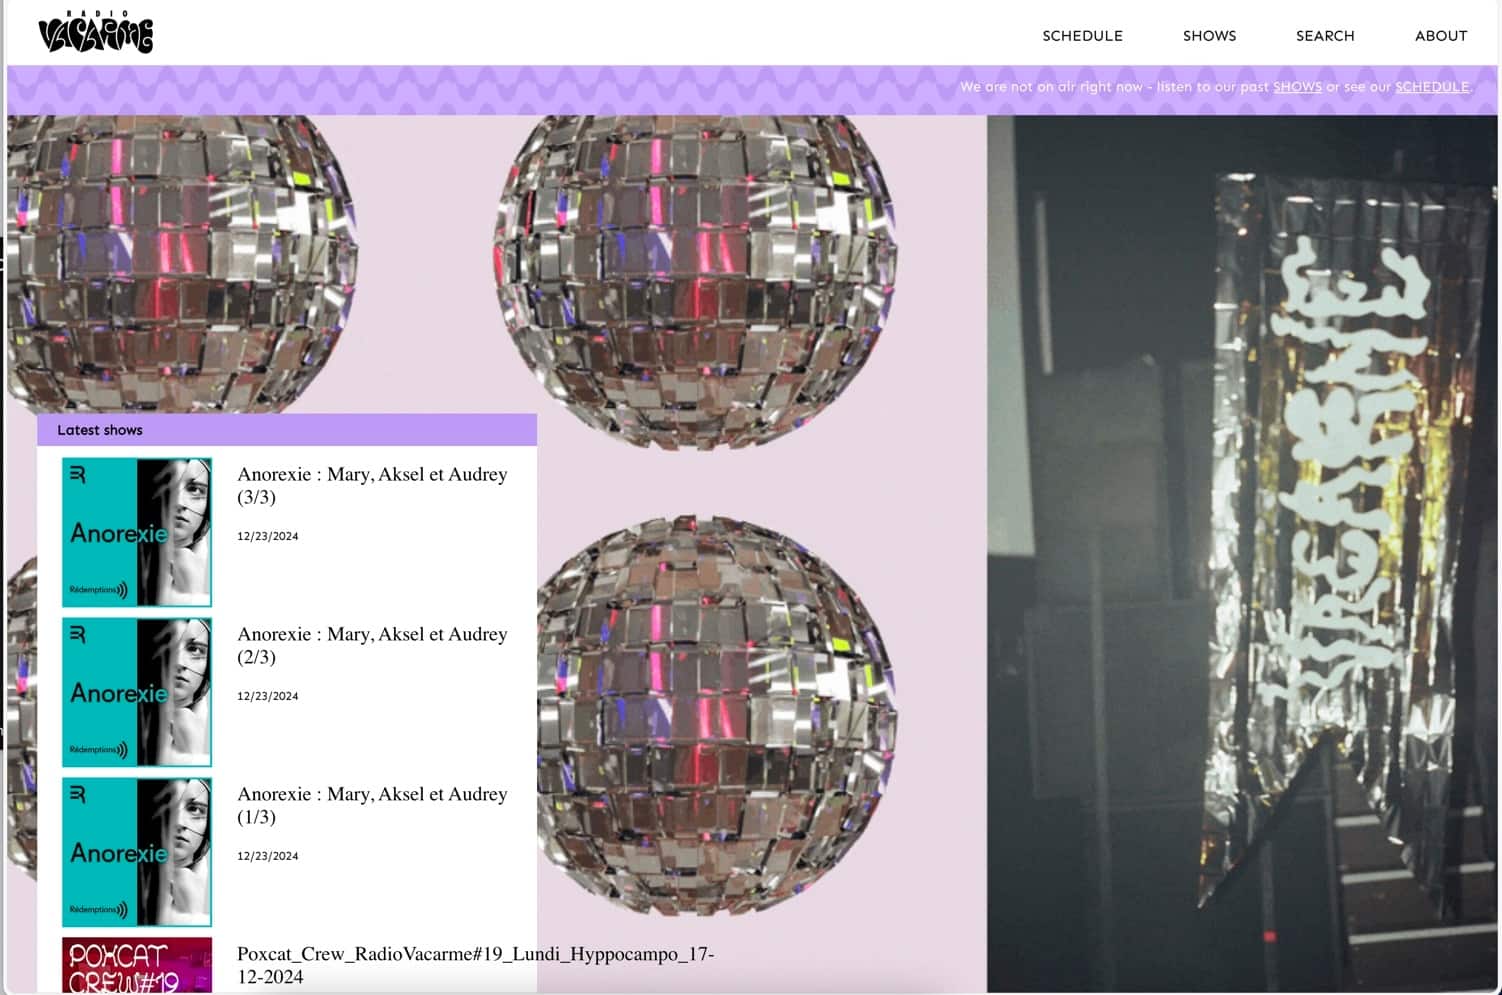 RADIO
VACARME
SCHEDULE
SHOWS
SEARCH
ABOUT
We are not on air right now - listen to our past SHOWS or see our SCHEDULE.
VACARME
Latest shows
Anorexie
Rédemptions
Anorexie : Mary, Aksel et Audrey
(3/3)
12/23/2024
Anorexie
Rédemptions
Anorexie : Mary, Aksel et Audrey
(2/3)
12/23/2024
Anorexie
Rédemptions
Anorexie : Mary, Aksel et Audrey
(1/3)
12/23/2024
POXCAT
CREW#19
Poxcat_Crew_RadioVacarme#19_Lundi_Hyppocampo_17-
12-2024